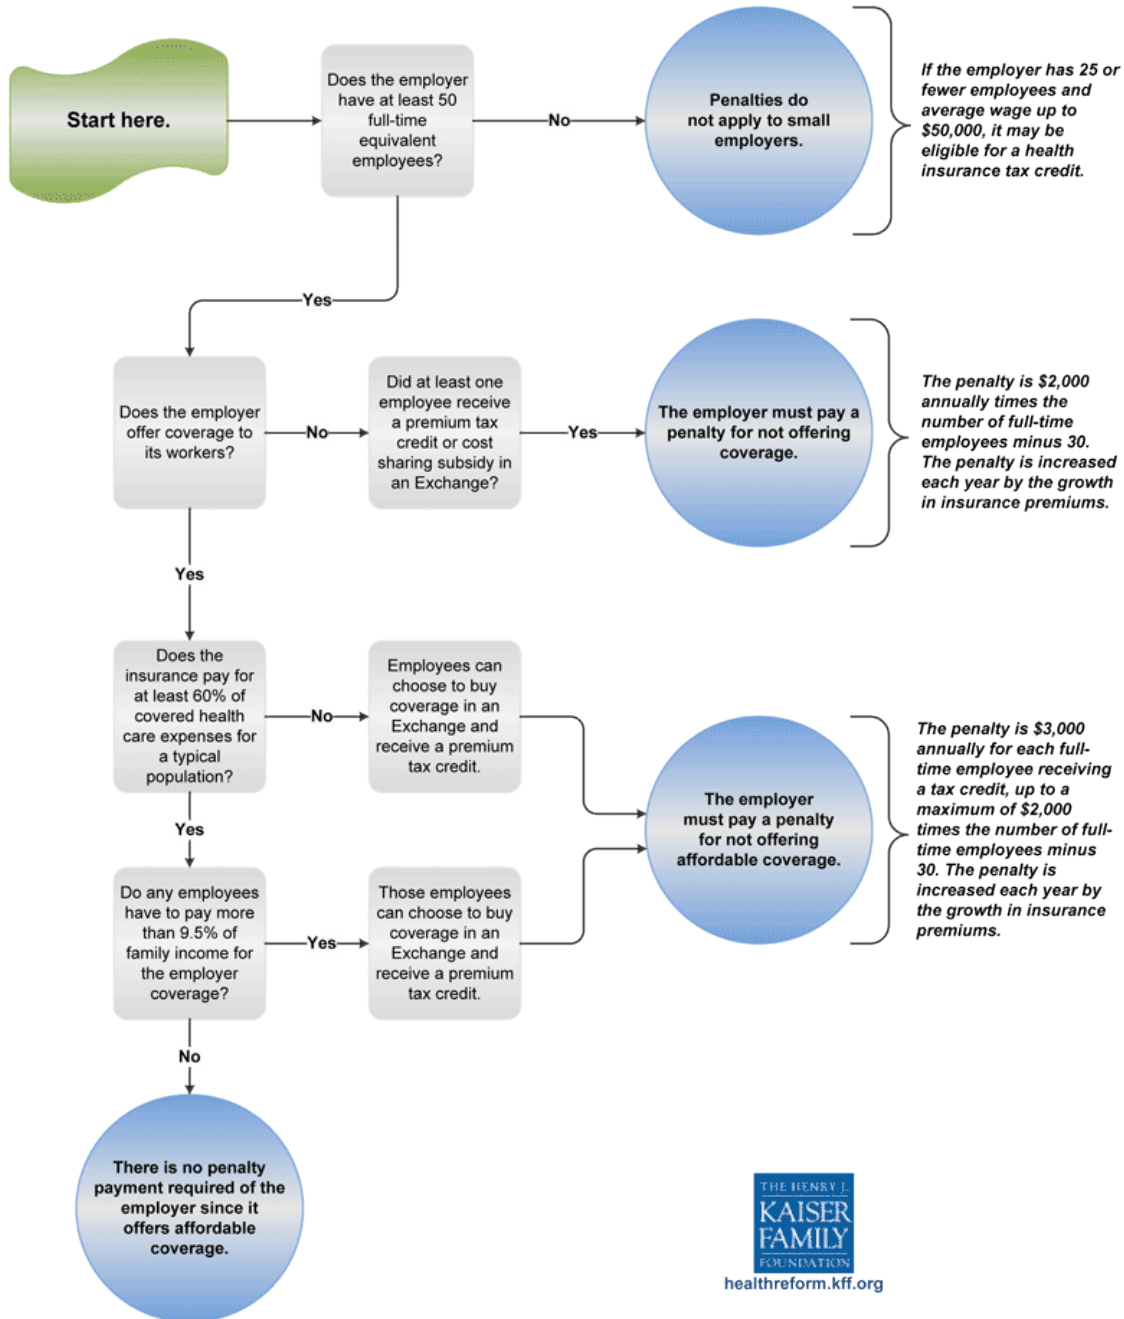 Start here.
Does the employer
have at least 50
full-time
equivalent
employees?
No
Penalties do
not apply to small
employers.
If the employer has 25 or
fewer employees and
average wage up to
$50,000, it may be
eligible for a health
insurance tax credit.
Yes
Does the employer
offer coverage to
its workers?
No
Did at least one
employee receive
a premium tax
credit or cost
sharing subsidy in
an Exchange?
Yes
The employer must pay a
penalty for not offering
coverage.
The penalty is $2,000
annually times the
number of full-time
employees minus 30.
The penalty is increased
each year by the growth
in insurance premiums.
Yes
Does the
insurance pay for
at least 60% of
covered health
care expenses for
a typical
population?
No
Employees can
choose to buy
coverage in an
Exchange and
receive a premium
tax credit.
The employer
must pay a penalty
for not offering
affordable coverage.
The penalty is $3,000
annually for each full-
time employee receiving
a tax credit, up to a
maximum of $2,000
times the number of full-
time employees minus
30. The penalty is
increased each year by
the growth in insurance
premiums.
Yes
Do any employees
have to pay more
than 9.5% of
family income for
the employer
coverage?
Yes
Those employees
can choose to buy
coverage in an
Exchange and
receive a premium
tax credit.
No
There is no penalty
payment required of the
employer since it
offers affordable
coverage.
THE HENRY J.
KAISER
FAMILY
FOUNDATION
healthreform.kff.org